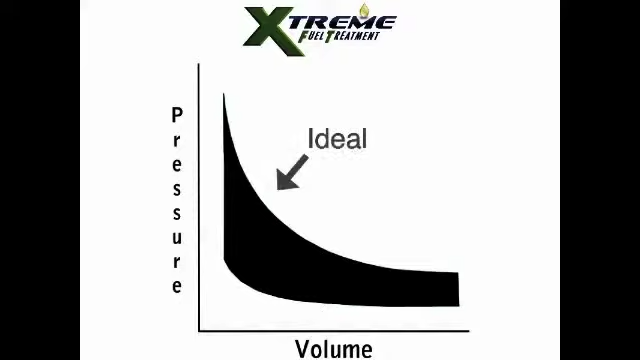 XTREME
FUEL TREATMENT
Ideal
Pressure
Volume